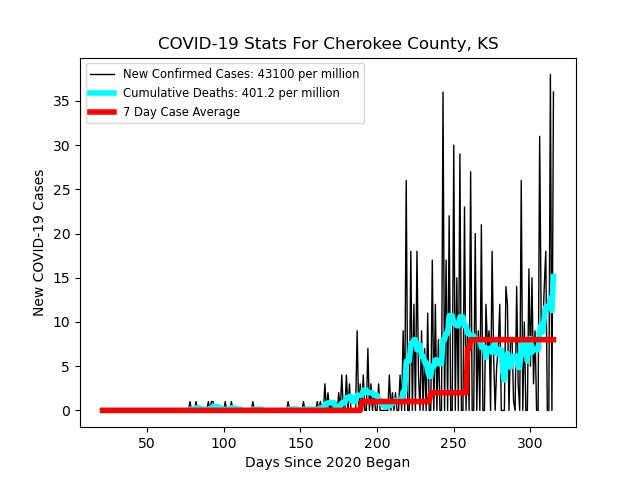 COVID-19 Stats For Cherokee County, KS
New Confirmed Cases: 43100 per million
Cumulative Deaths: 401.2 per million
7 Day Case Average
New COVID-19 Cases
35
30
25
20
15
10
5
0
50 100 150 200 250 300
Days Since 2020 Began